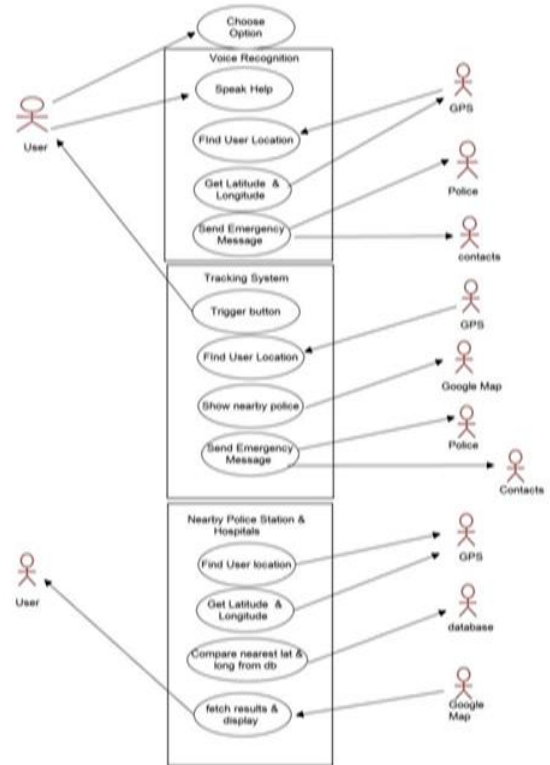 Choose
Option
Voice Recognition
Speak Help
GPS
User
Find User Location
Get Latitude &
Longitude
Police
Send Emergency
Message
contacts
Tracking System
Trigger button
GPS
Find User Location
Google Map
Show nearby police
Police
Send Emergency
Message
Contacts
Nearby Police Station &
Hospitals
GPS
Find User location
User
Get Latitude &
Longitude
database
Compare nearest lat &
long from db
fetch results &
display
Google
Map